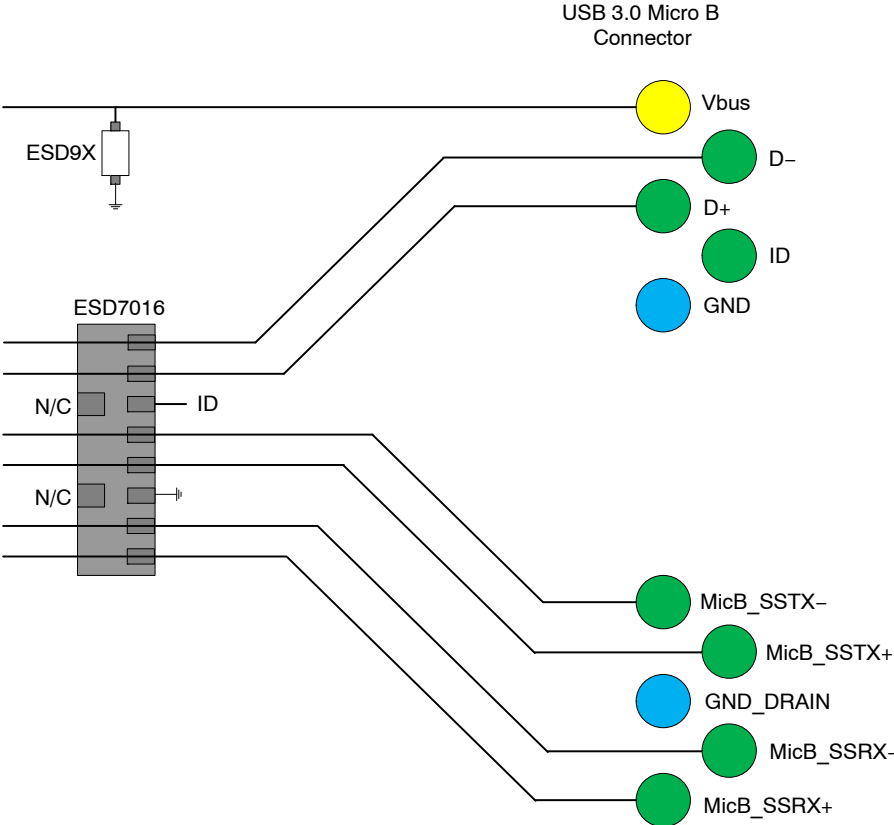 USB 3.0 Micro B
Connector
Vbus
ESD9X
D−
D+
ID
GND
ESD7016
N/C
ID
N/C
MicB_SSTX−
MicB_SSTX+
GND_DRAIN
MicB_SSRX−
MicB_SSRX+